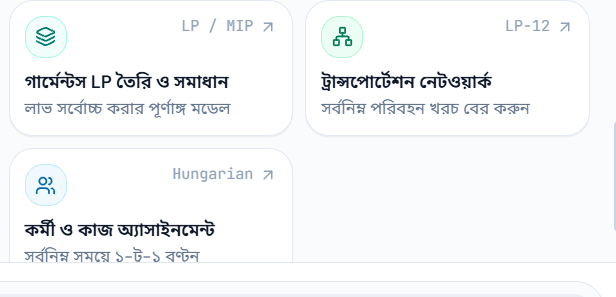 LP / MIP ↗
গার্মেন্টস LP তৈরি ও সমাধান
লাভ সর্বোচ্চ করার পূর্ণাঙ্গ মডেল
LP-12 ↗
ট্রান্সপোর্টেশন নেটওয়ার্ক
সর্বনিম্ন পরিবহন খরচ বের করুন
Hungarian ↗
কর্মী ও কাজ অ্যাসাইনমেন্ট
সর্বনিম্ন সময়ে ১-ট-১ বণ্টন